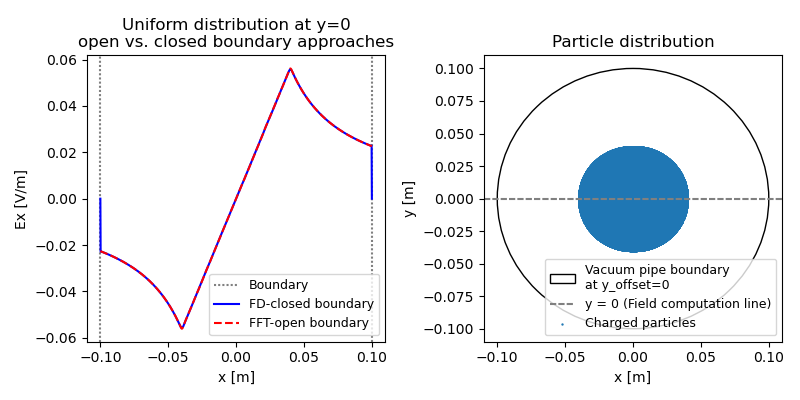 Uniform distribution at y=0
open vs. closed boundary approaches
Ex [V/m]
0.06
0.04
0.02
0.00
−0.02
−0.04
−0.06
Boundary
FD-closed boundary
FFT-open boundary
−0.10
−0.05
0.00
0.05
0.10
x [m]
Particle distribution
y [m]
0.100
0.075
0.050
0.025
0.000
−0.025
−0.050
−0.075
−0.100
Vacuum pipe boundary
at y_offset=0
y = 0 (Field computation line)
Charged particles
−0.10
−0.05
0.00
0.05
0.10
x [m]